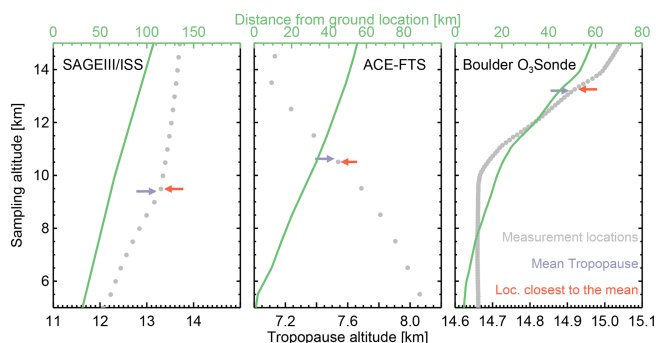 Distance from ground location [km]
0 50 100 150 200
0 20 40 60 80 100
0 20 40 60 80
SAGEIII/ISS
ACE-FTS
Boulder O₃Sonde
Sampling altitude [km]
14
12
10
8
6
Measurement locations
Mean Tropopause
Loc. closest to the mean
11 12 13 14
7.2 7.6 8.0
14.6 14.7 14.8 14.9 15.0 15.1
Tropopause altitude [km]